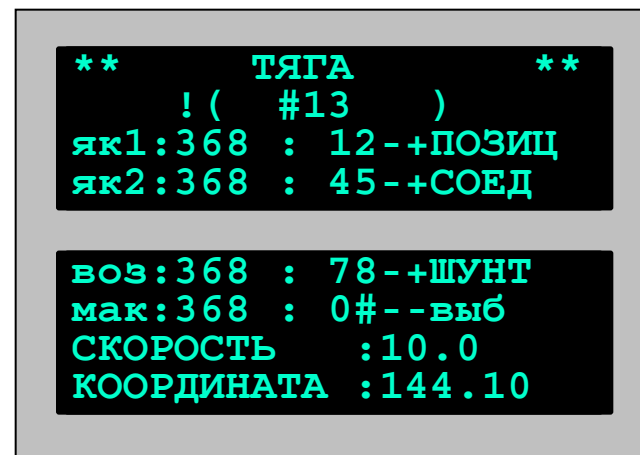 ** ТЯГА **
!( #13 )
як1:368 : 12-+ПОЗИЦ
як2:368 : 45-+СОЕД
воз:368 : 78-+ШУНТ
мак:368 : 0#--выб
СКОРОСТЬ :10.0
КООРДИНАТА :144.10